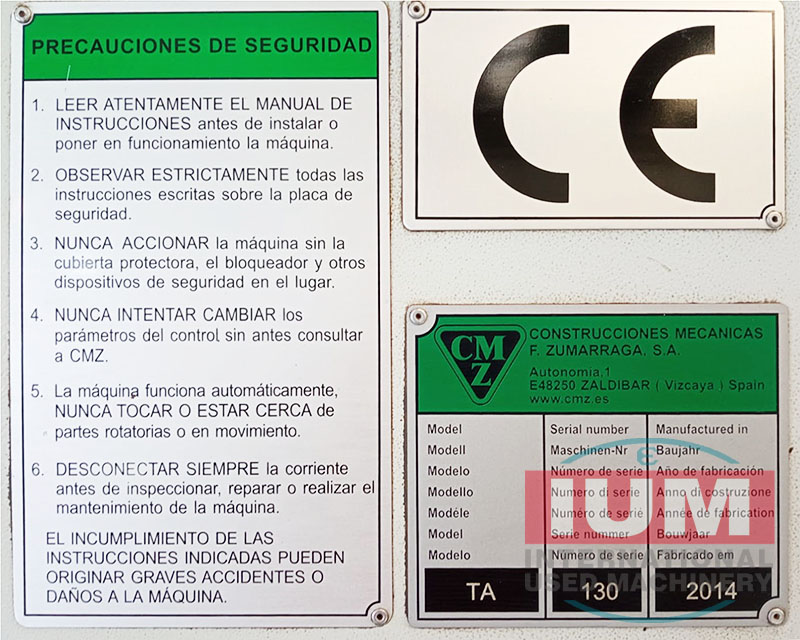 PRECAUCIONES DE SEGURIDAD
1. LEER ATENTAMENTE EL MANUAL DE
INSTRUCCIONES antes de instalar o
poner en funcionamiento la máquina.
2. OBSERVAR ESTRICTAMENTE todas las
instrucciones escritas sobre la placa de
seguridad.
3. NUNCA ACCIONAR la máquina sin la
cubierta protectora, el bloqueador y otros
dispositivos de seguridad en el lugar.
4. NUNCA INTENTAR CAMBIAR los
parámetros del control sin antes consultar
a CMZ.
5. La máquina funciona automáticamente,
NUNCA TOCAR O ESTAR CERCA de
partes rotatorias o en movimiento.
6. DESCONECTAR SIEMPRE la corriente
antes de inspeccionar, reparar o realizar el
mantenimiento de la máquina.
EL INCUMPLIMIENTO DE LAS
INSTRUCCIONES INDICADAS PUEDEN
ORIGINAR GRAVES ACCIDENTES O
DAÑOS A LA MÁQUINA.
CE
CMZ
CONSTRUCCIONES MECANICAS
F. ZUMARRAGA, S.A.
Autonomia,1
E48250 ZALDIBAR ( Vizcaya ) Spain
www.cmz.es
Model Serial number Manufactured in
Modell Maschinen-Nr Baujahr
Modelo Número de serie Año de fabricación
Modello Numero di serie Anno di costruzione
Modéle Numéro de serié Année de fabrication
Model Serie nummer Bouwjaar
Modelo Número de serie Fabricado em
TA 130 2014
IUM
INTERNATIONAL
USED MACHINERY